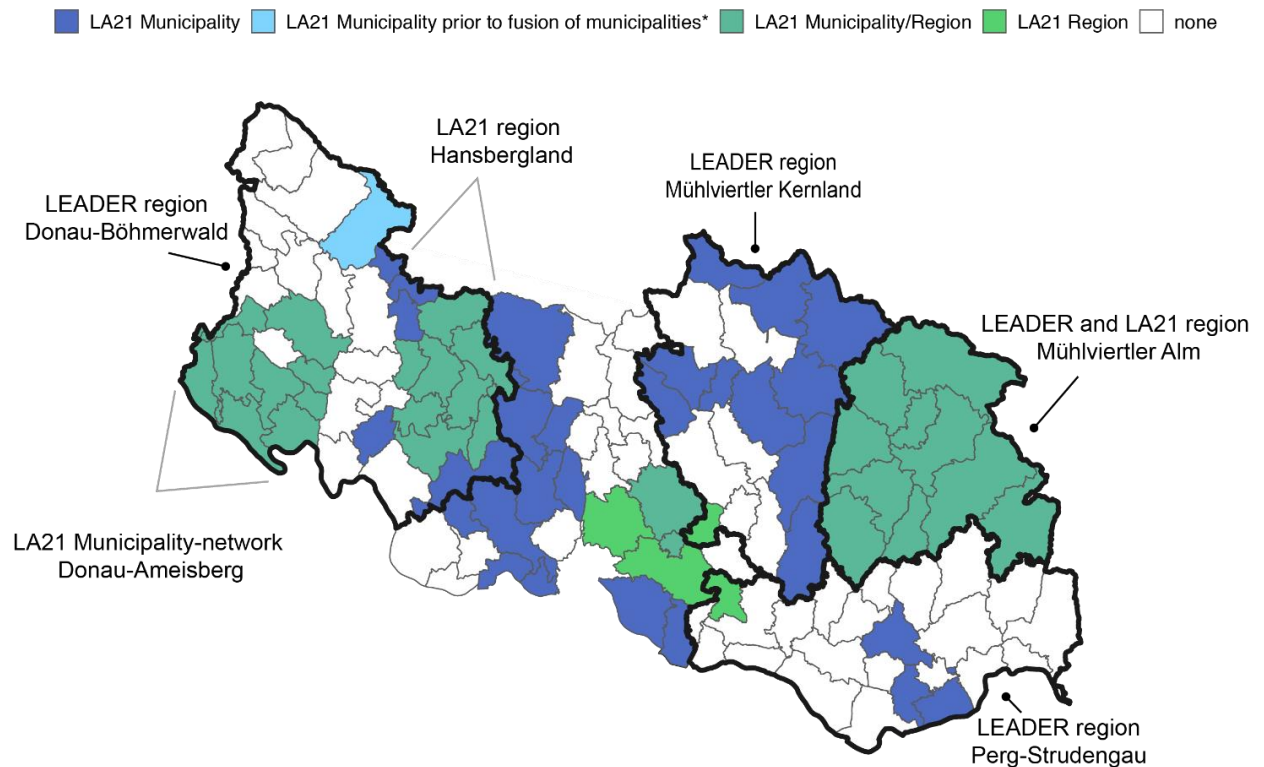 LA21 Municipality LA21 Municipality prior to fusion of municipalities* LA21 Municipality/Region LA21 Region none
LA21 region
Hansbergland
LEADER region
Mühlviertler Kernland
LEADER region
Donau-Böhmerwald
LEADER and LA21 region
Mühlviertler Alm
LA21 Municipality-network
Donau-Ameisberg
LEADER region
Perg-Strudengau